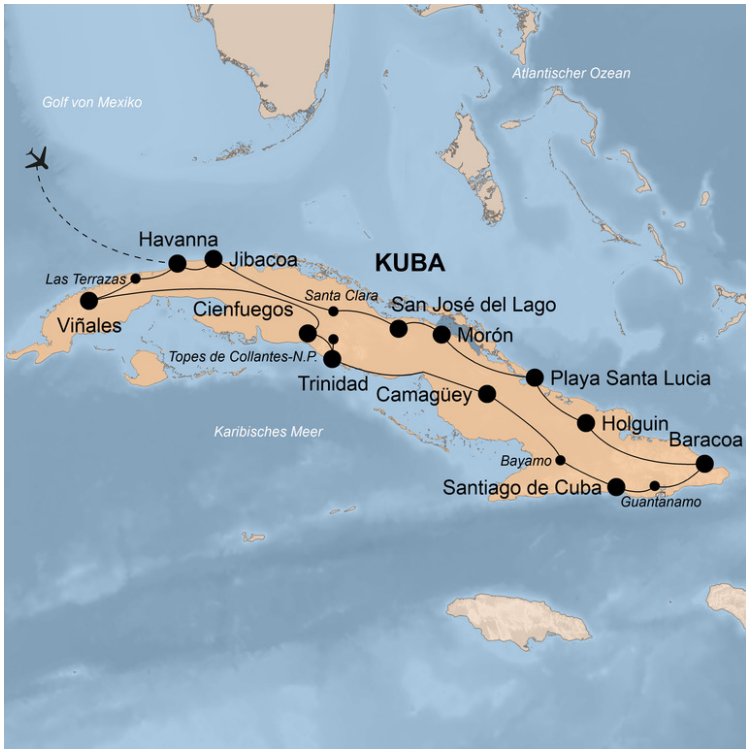 Atlantischer Ozean
Golf von Mexiko
Havanna
Jibacoa
KUBA
Las Terrazas
Santa Clara
San José del Lago
Cienfuegos
Viñales
Morón
Topes de Collantes-N.P.
Trinidad
Playa Santa Lucia
Camagüey
Holguin
Karibisches Meer
Baracoa
Bayamo
Santiago de Cuba
Guantanamo